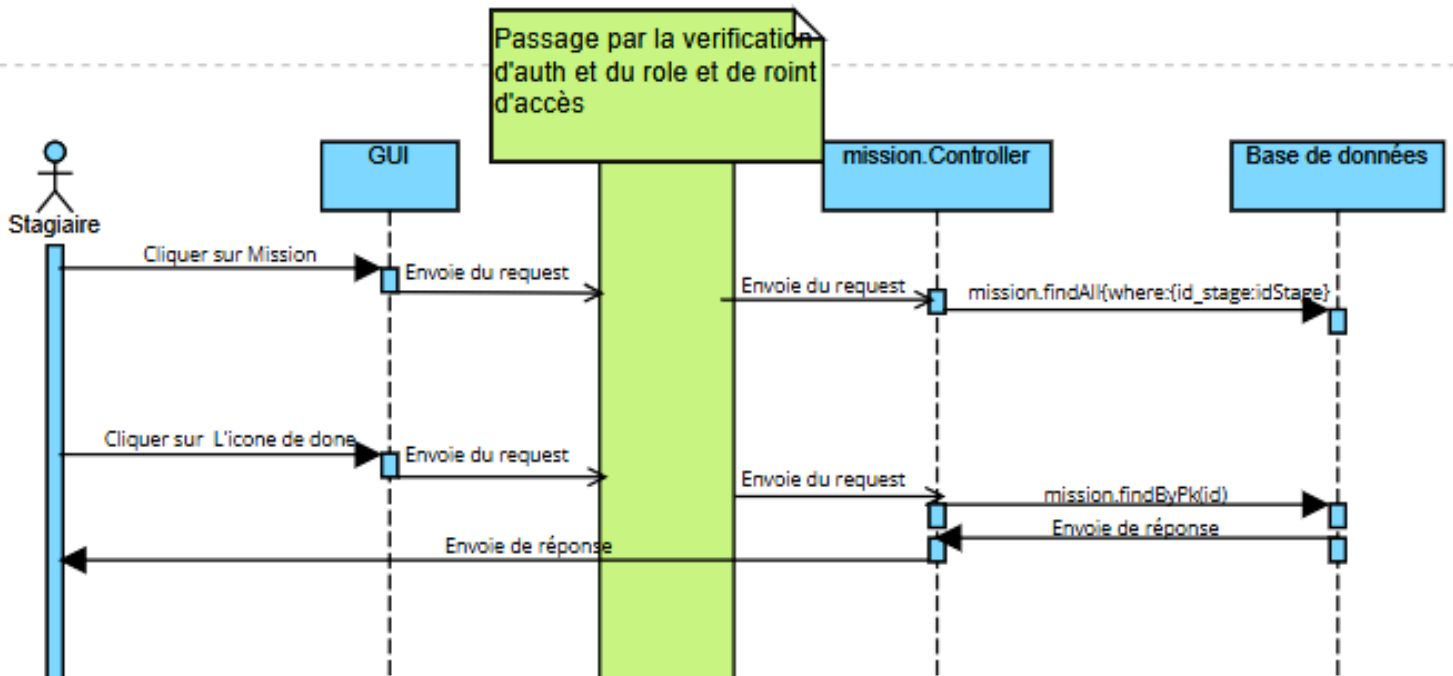 Passage par la verification
d'auth et du role et de roint
d'accès
GUI
mission.Controller
Base de données
Stagiaire
Cliquer sur Mission
Envoie du request
Envoie du request
mission.findAll{where:{id_stage:idStage}
Cliquer sur L'icone de done
Envoie du request
Envoie du request
mission.findByPk(id)
Envoie de réponse
Envoie de réponse